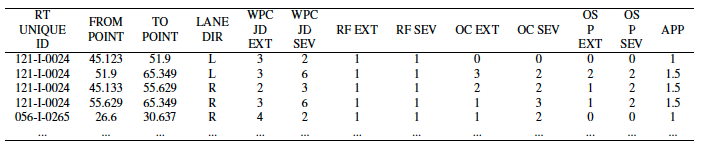 RT UNIQUE ID FROM POINT TO POINT LANE DIR WPC JD EXT WPC JD SEV RF EXT RF SEV OC EXT OC SEV OS P EXT OS P SEV APP
121-I-0024 45.123 51.9 L 3 2 1 1 0 0 0 0 1
121-I-0024 51.9 65.349 L 3 6 1 1 3 2 2 2 1.5
121-I-0024 45.133 55.629 R 2 3 1 1 2 2 1 2 1.5
121-I-0024 55.629 65.349 R 3 6 1 1 1 3 1 2 1.5
056-I-0265 26.6 30.637 R 4 2 1 1 1 2 0 0 1
... ... ... ... ... ... ... ... ... ... ... ... ...